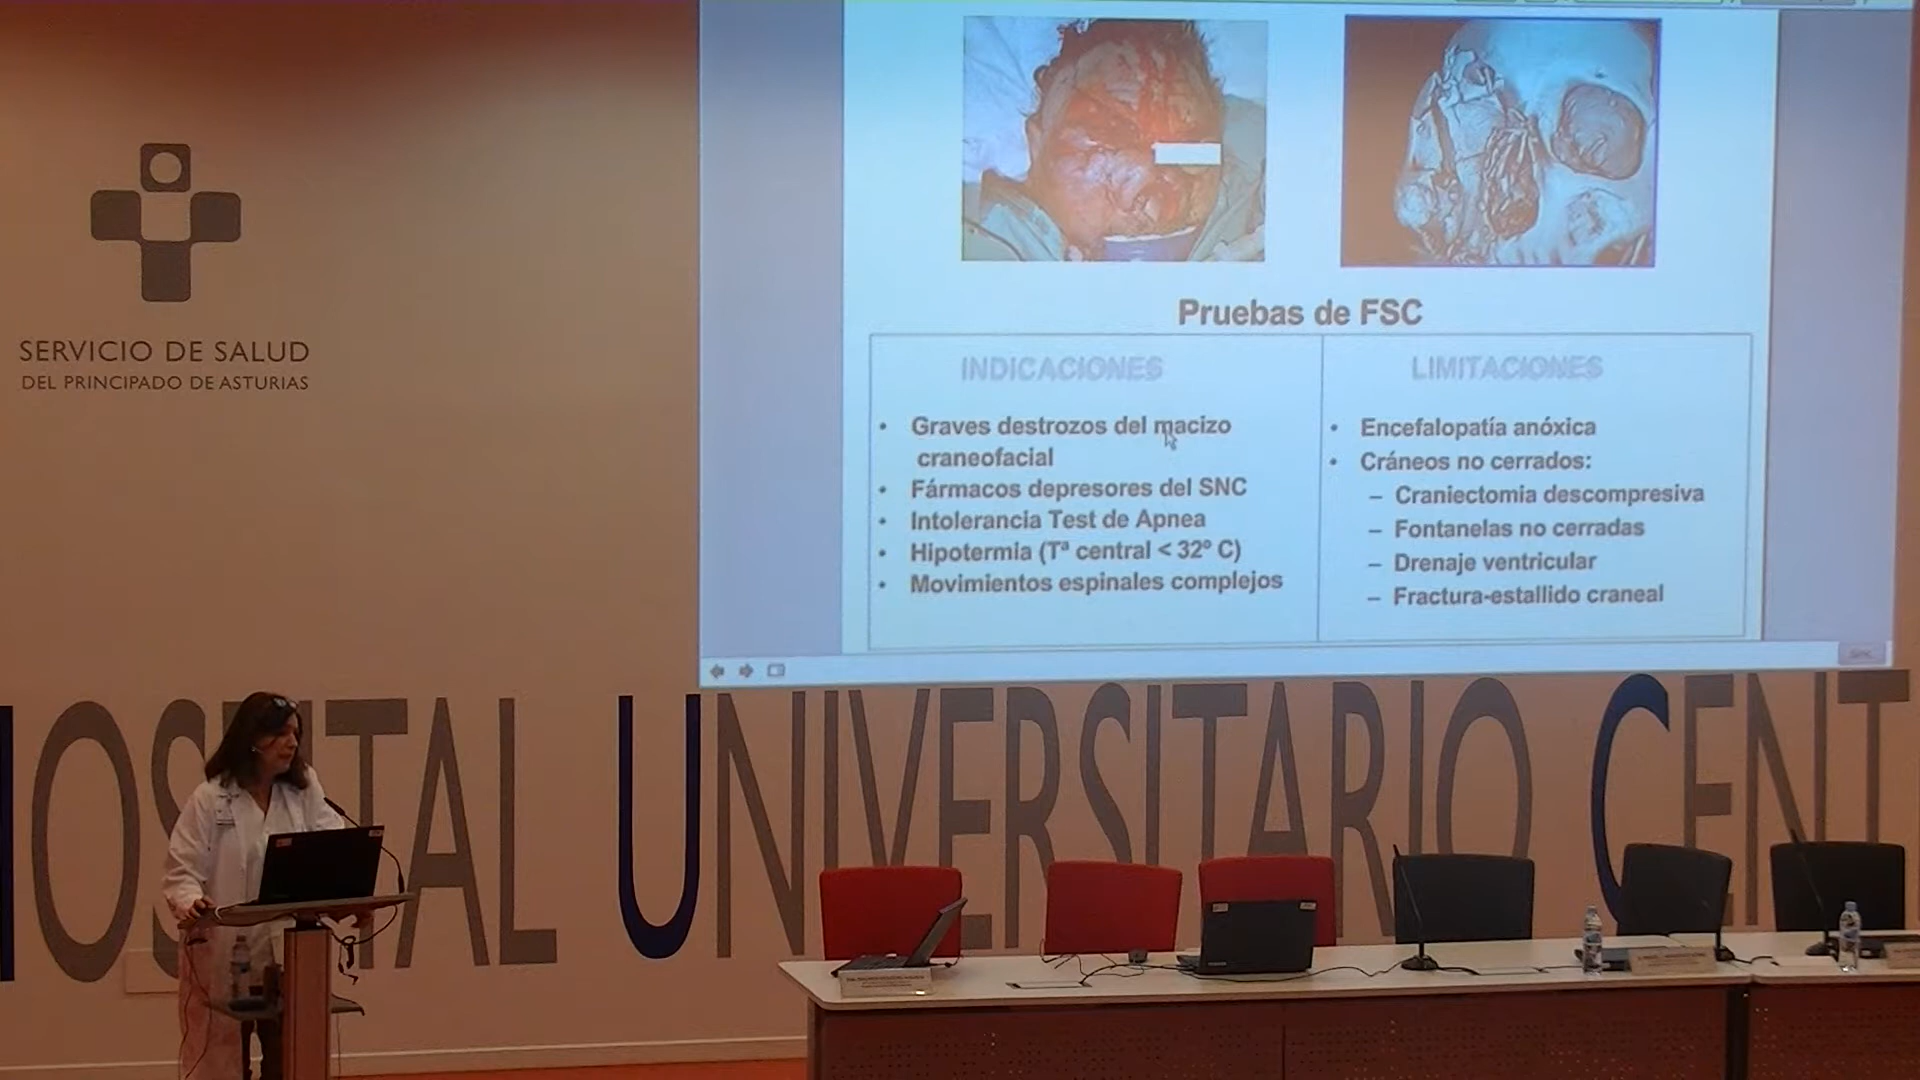 SERVICIO DE SALUD
DEL PRINCIPADO DE ASTURIAS
Pruebas de FSC
INDICACIONES
• Graves destrozos del macizo
craneofacial
• Fármacos depresores del SNC
• Intolerancia Test de Apnea
• Hipotermia (Tª central < 32º C)
• Movimientos espinales complejos
LIMITACIONES
• Encefalopatía anóxica
• Cráneos no cerrados:
– Craniectomia descompresiva
– Fontanelas no cerradas
– Drenaje ventricular
– Fractura-estallido craneal
HOSPITAL UNIVERSITARIO CENT